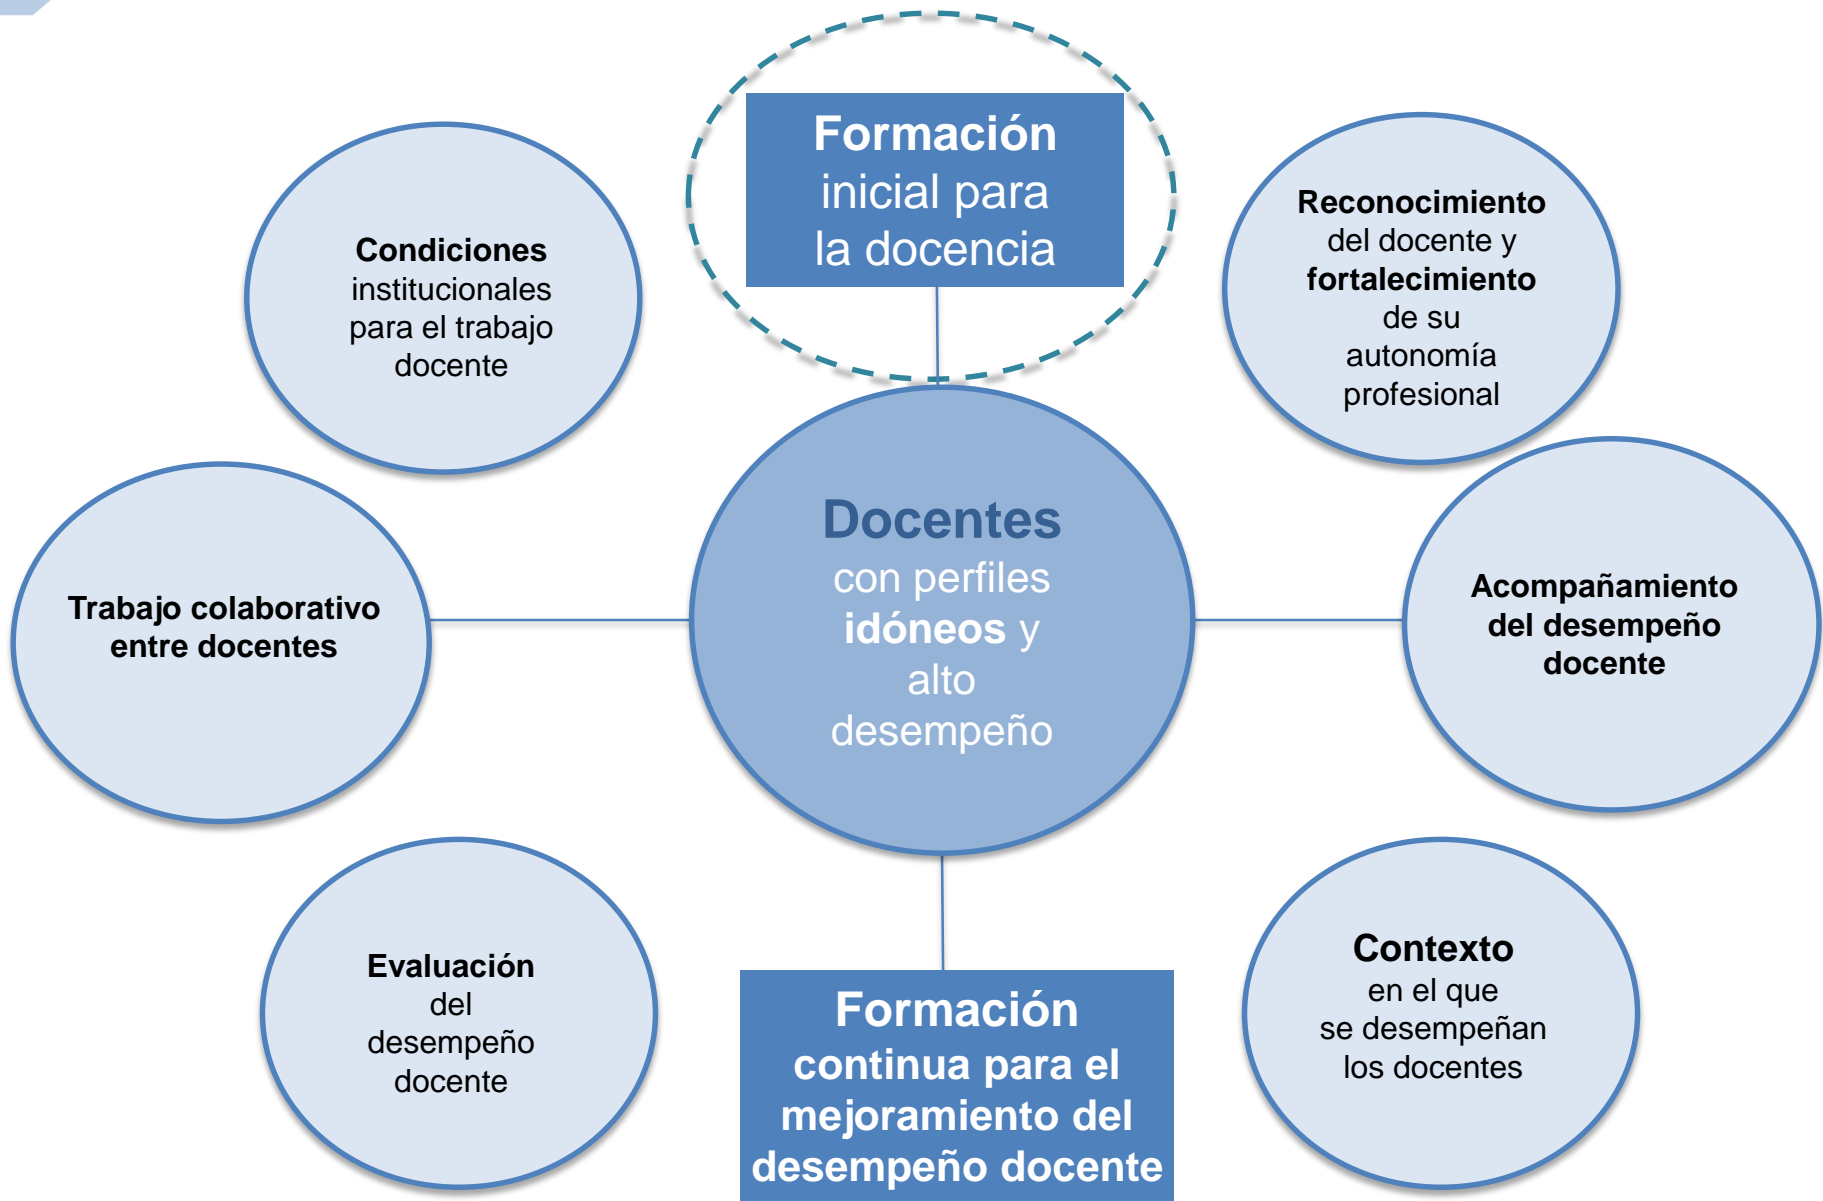 Formación
inicial para
la docencia
Condiciones
institucionales
para el trabajo
docente
Reconocimiento
del docente y
fortalecimiento
de su
autonomía
profesional
Trabajo colaborativo
entre docentes
Docentes
con perfiles
idóneos y
alto
desempeño
Acompañamiento
del desempeño
docente
Evaluación
del
desempeño
docente
Formación
continua para el
mejoramiento del
desempeño docente
Contexto
en el que
se desempeñan
los docentes